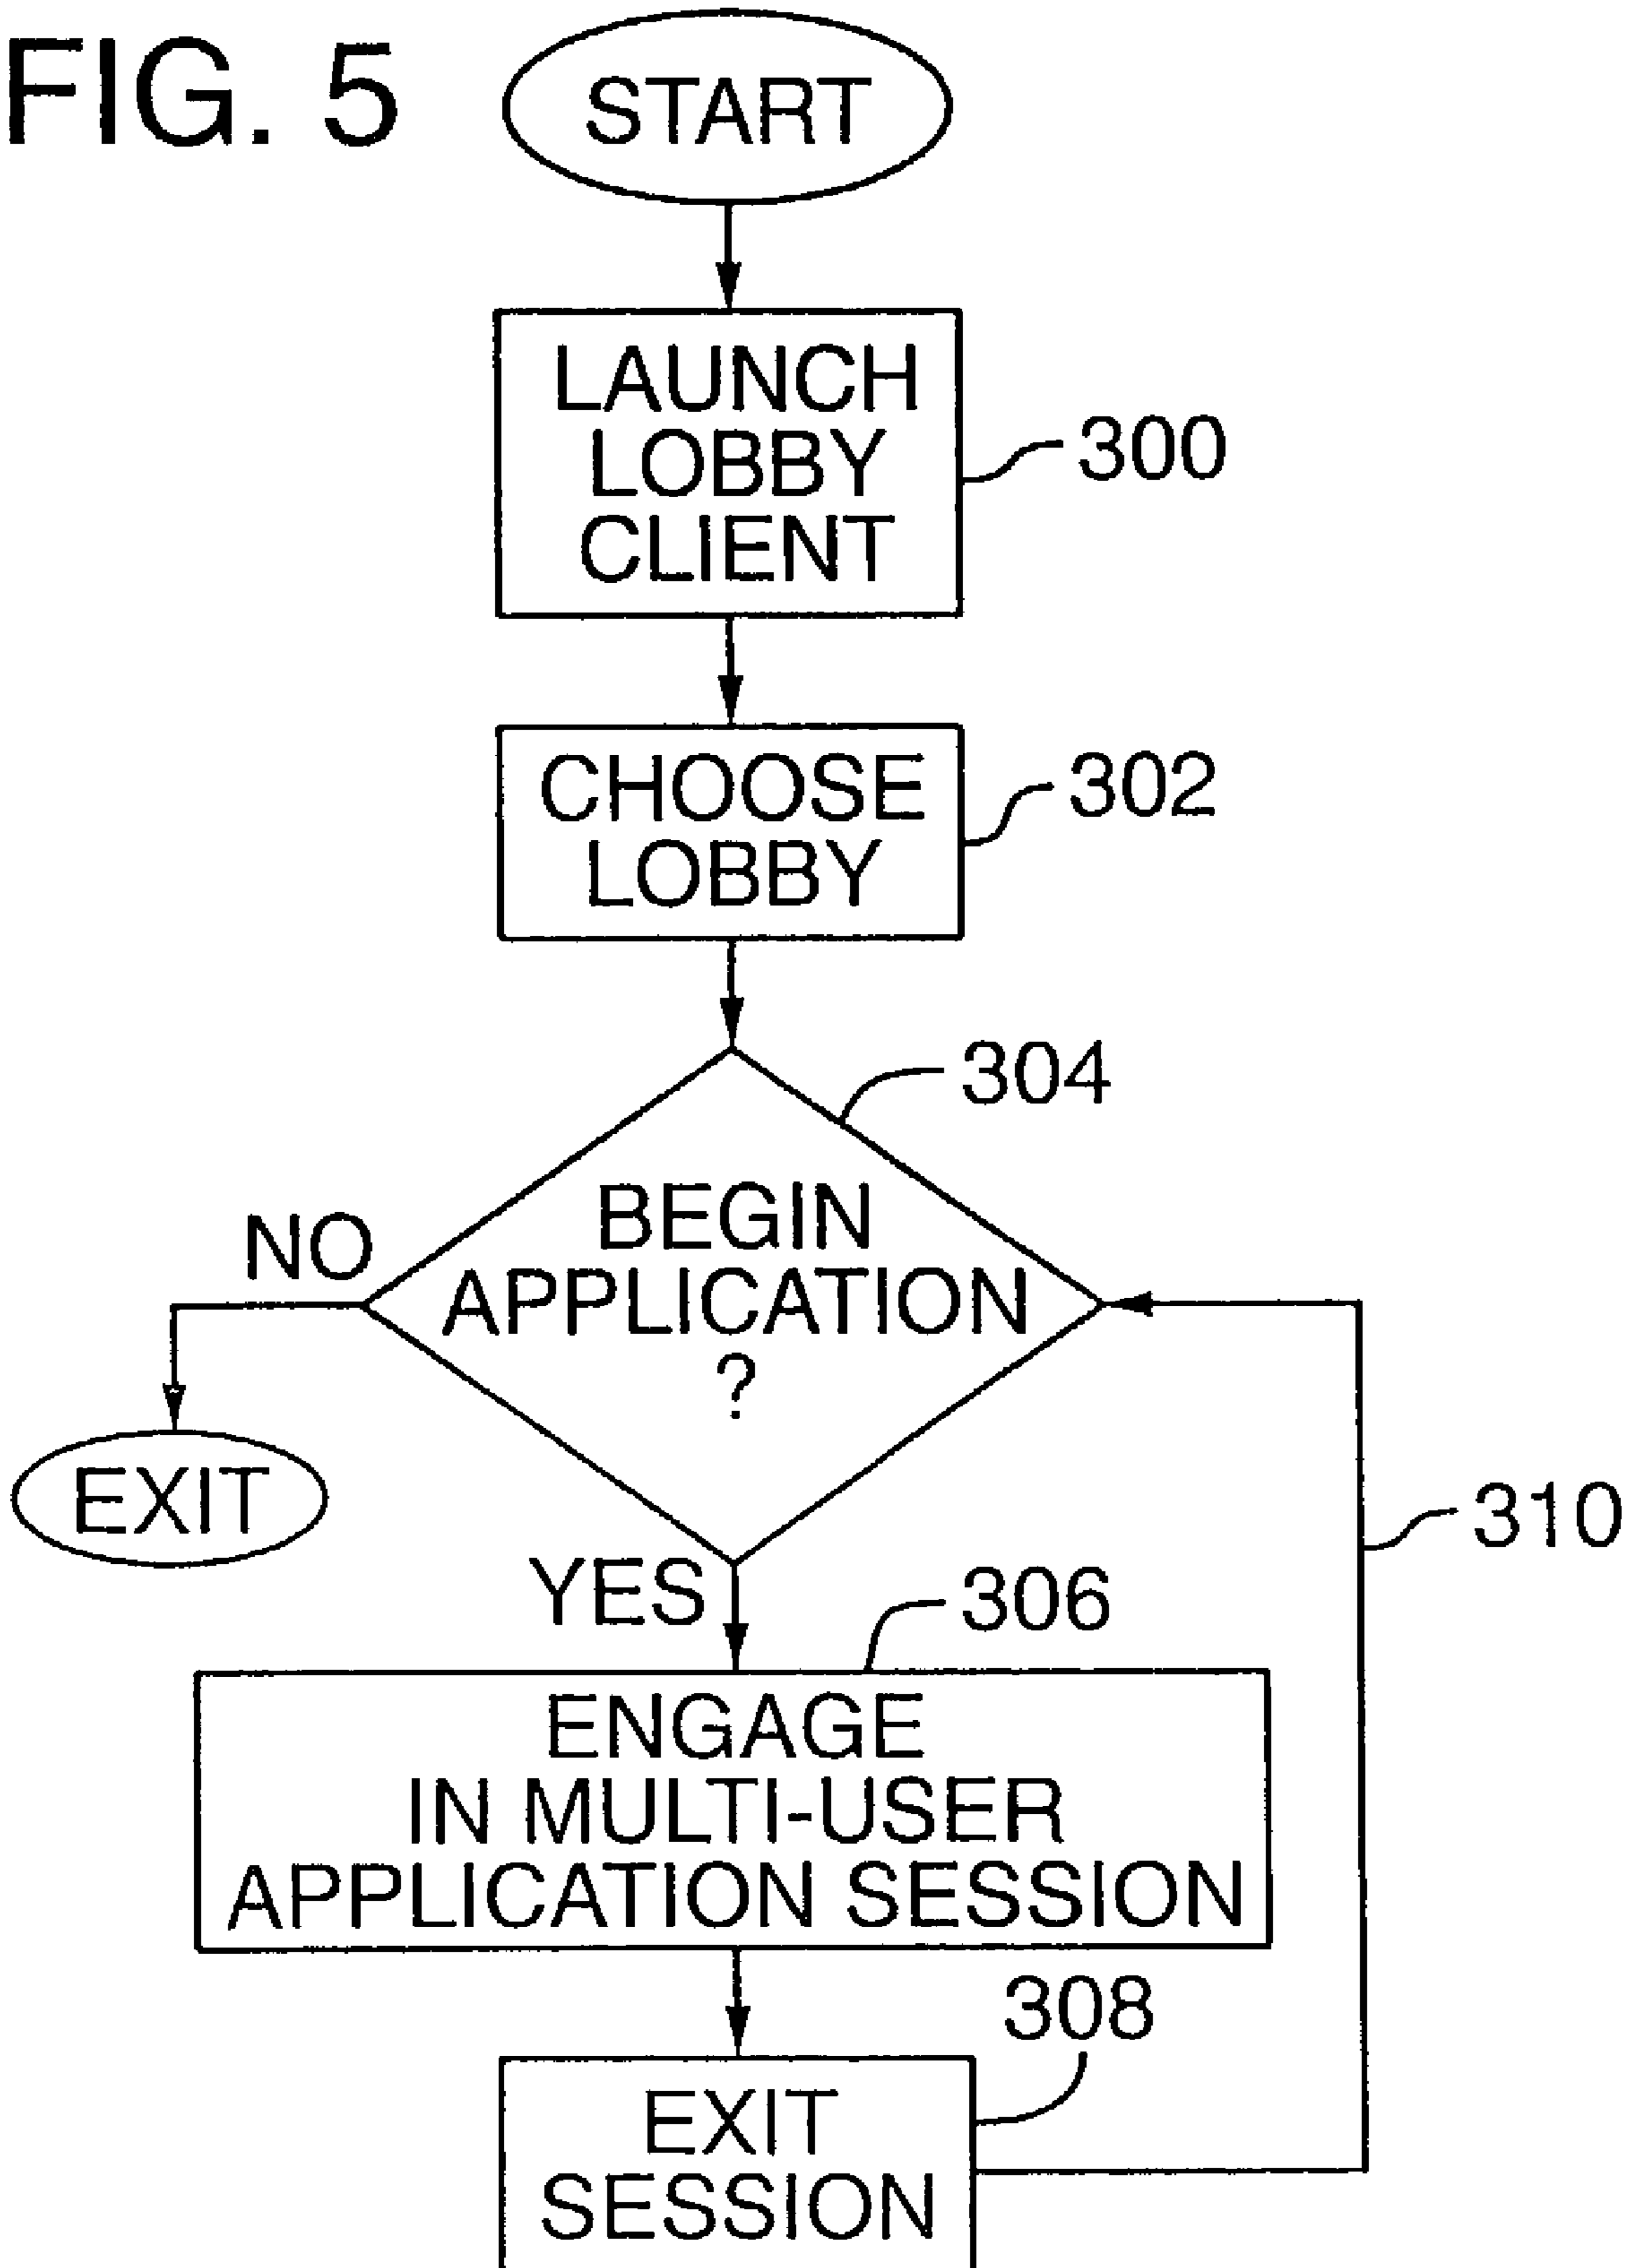 FIG. 5
START
LAUNCH
LOBBY
CLIENT
300
CHOOSE
LOBBY
302
304
BEGIN
APPLICATION
?
NO
EXIT
YES
306
310
ENGAGE
IN MULTI-USER
APPLICATION SESSION
308
EXIT
SESSION